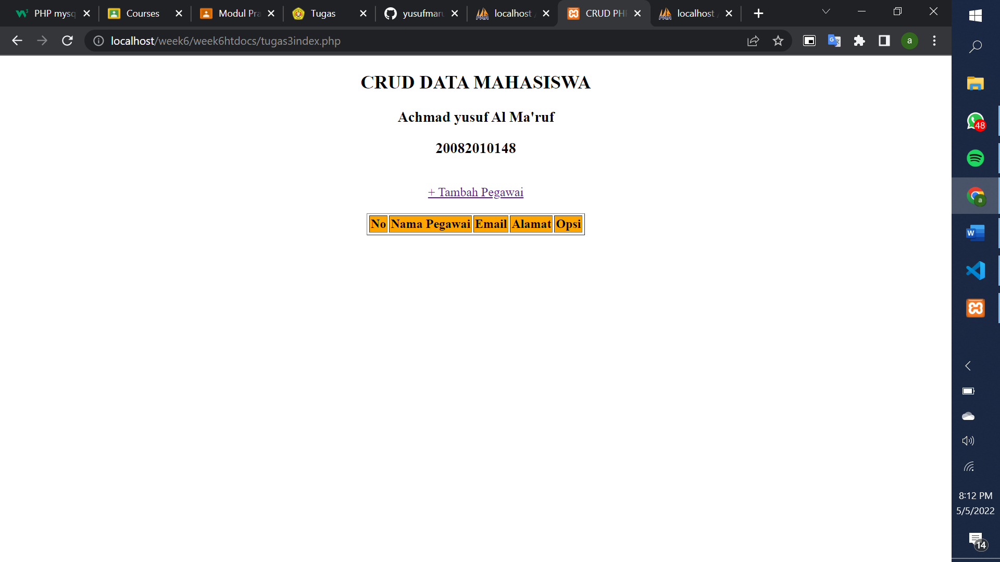 PHP mysq
Courses
Modul Pra
Tugas
yusufmaru
localhost /
CRUD PHP
localhost /
localhost/week6/week6htdocs/tugas3index.php
a
CRUD DATA MAHASISWA
Achmad yusuf Al Ma'ruf
20082010148
+ Tambah Pegawai
No Nama Pegawai Email Alamat Opsi
48
a
W
8:12 PM
5/5/2022
14